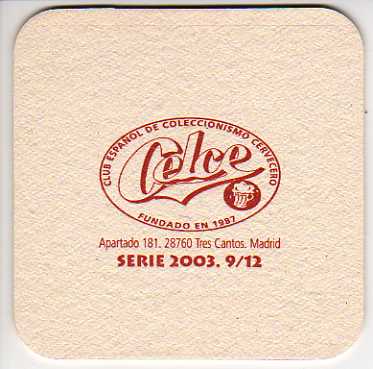 CLUB ESPAÑOL DE COLECCIONISMO CERVECERO
Celce
FUNDADO EN 1987
Apartado 181. 28760 Tres Cantos. Madrid
SERIE 2003. 9/12